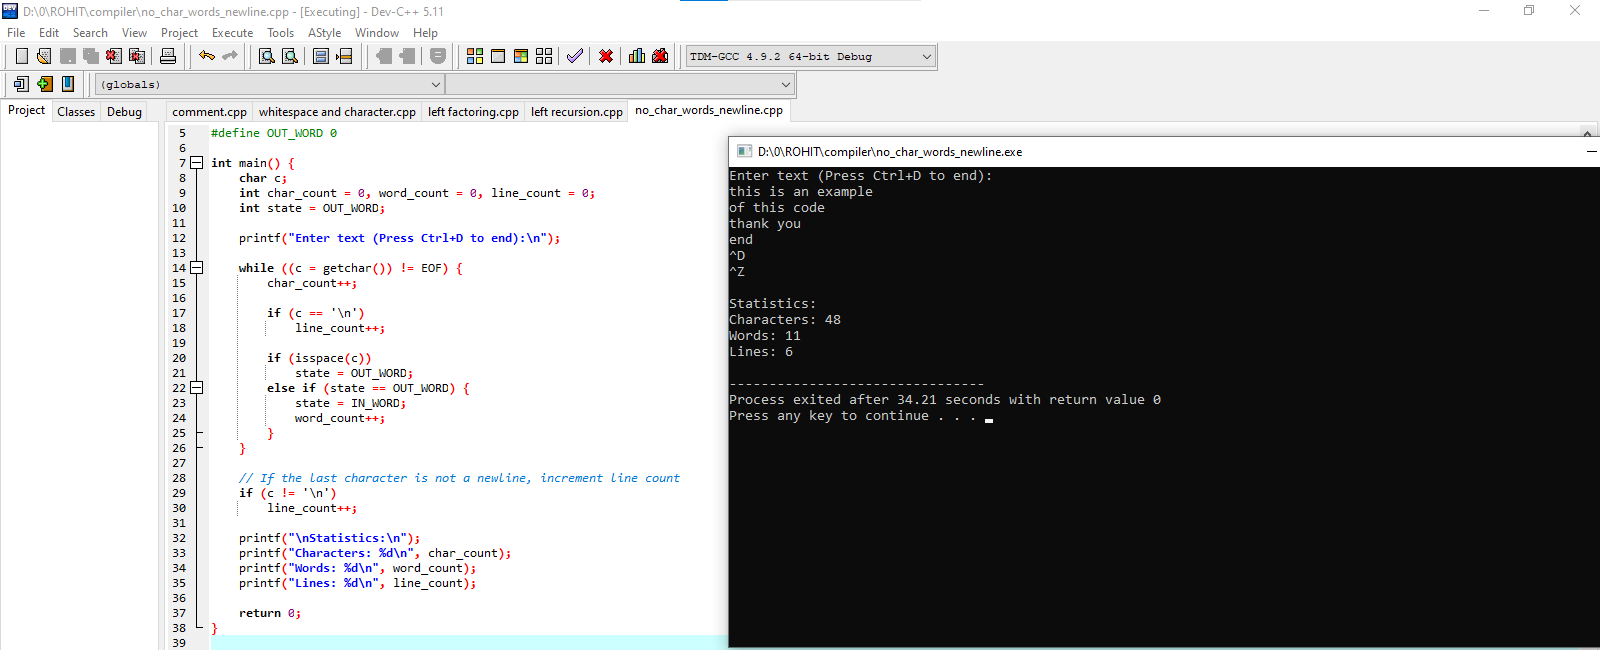 D:\0\ROHIT\compiler\no_char_words_newline.cpp - [Executing] - Dev-C++ 5.11
File Edit Search View Project Execute Tools AStyle Window Help
TDM-GCC 4.9.2 64-bit Debug
(globals)
Project Classes Debug
comment.cpp whitespace and character.cpp left factoring.cpp left recursion.cpp no_char_words_newline.cpp
5 #define OUT_WORD 0
6
7 int main() {
8 char c;
9 int char_count = 0, word_count = 0, line_count = 0;
10 int state = OUT_WORD;
11
12 printf("Enter text (Press Ctrl+D to end):\n");
13
14 while ((c = getchar()) != EOF) {
15 char_count++;
16
17 if (c == '\n')
18 line_count++;
19
20 if (isspace(c))
21 state = OUT_WORD;
22 else if (state == OUT_WORD) {
23 state = IN_WORD;
24 word_count++;
25 }
26 }
27
28 // If the last character is not a newline, increment line count
29 if (c != '\n')
30 line_count++;
31
32 printf("\nStatistics:\n");
33 printf("Characters: %d\n", char_count);
34 printf("Words: %d\n", word_count);
35 printf("Lines: %d\n", line_count);
36
37 return 0;
38 }
39
D:\0\ROHIT\compiler\no_char_words_newline.exe
Enter text (Press Ctrl+D to end):
this is an example
of this code
thank you
end
^D
^Z
Statistics:
Characters: 48
Words: 11
Lines: 6
--------------------------------
Process exited after 34.21 seconds with return value 0
Press any key to continue . . .